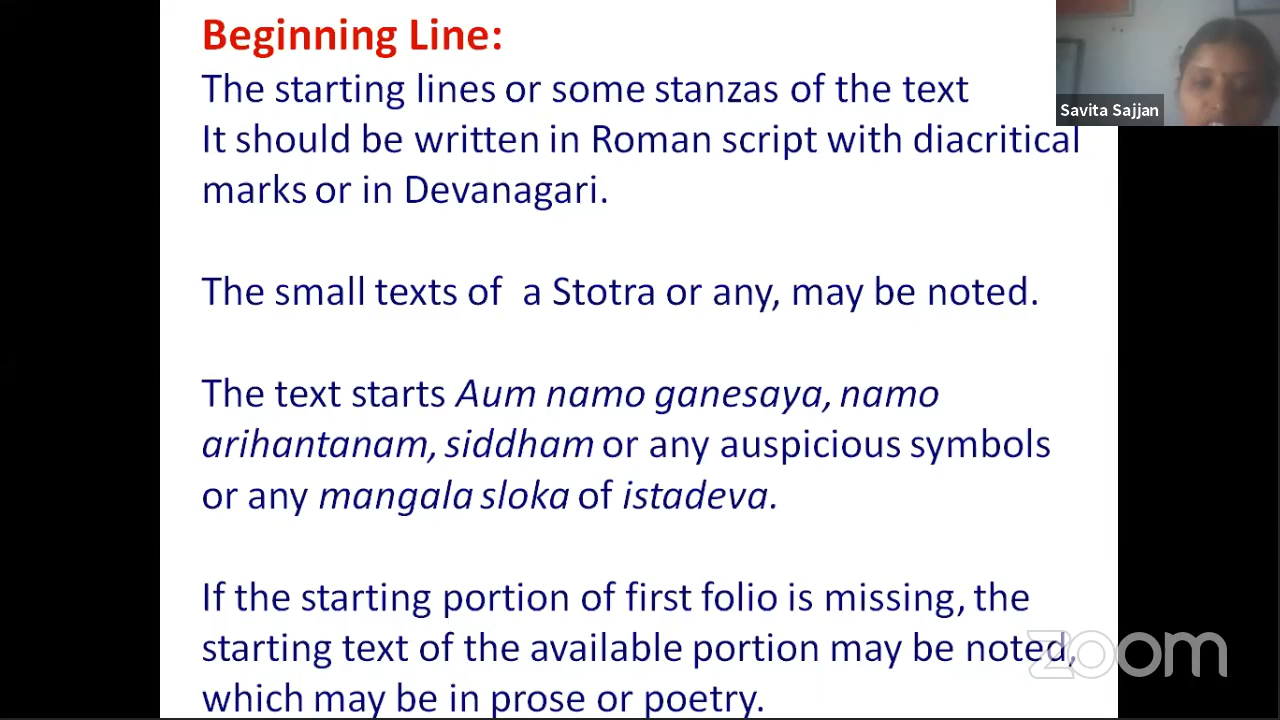 Beginning Line:
The starting lines or some stanzas of the text
It should be written in Roman script with diacritical
marks or in Devanagari.
The small texts of  a Stotra or any, may be noted.
The text starts Aum namo ganesaya, namo
arihantanam, siddham or any auspicious symbols
or any mangala sloka of istadeva.
If the starting portion of first folio is missing, the
starting text of the available portion may be noted,
which may be in prose or poetry.
Savita Sajjan
zoom